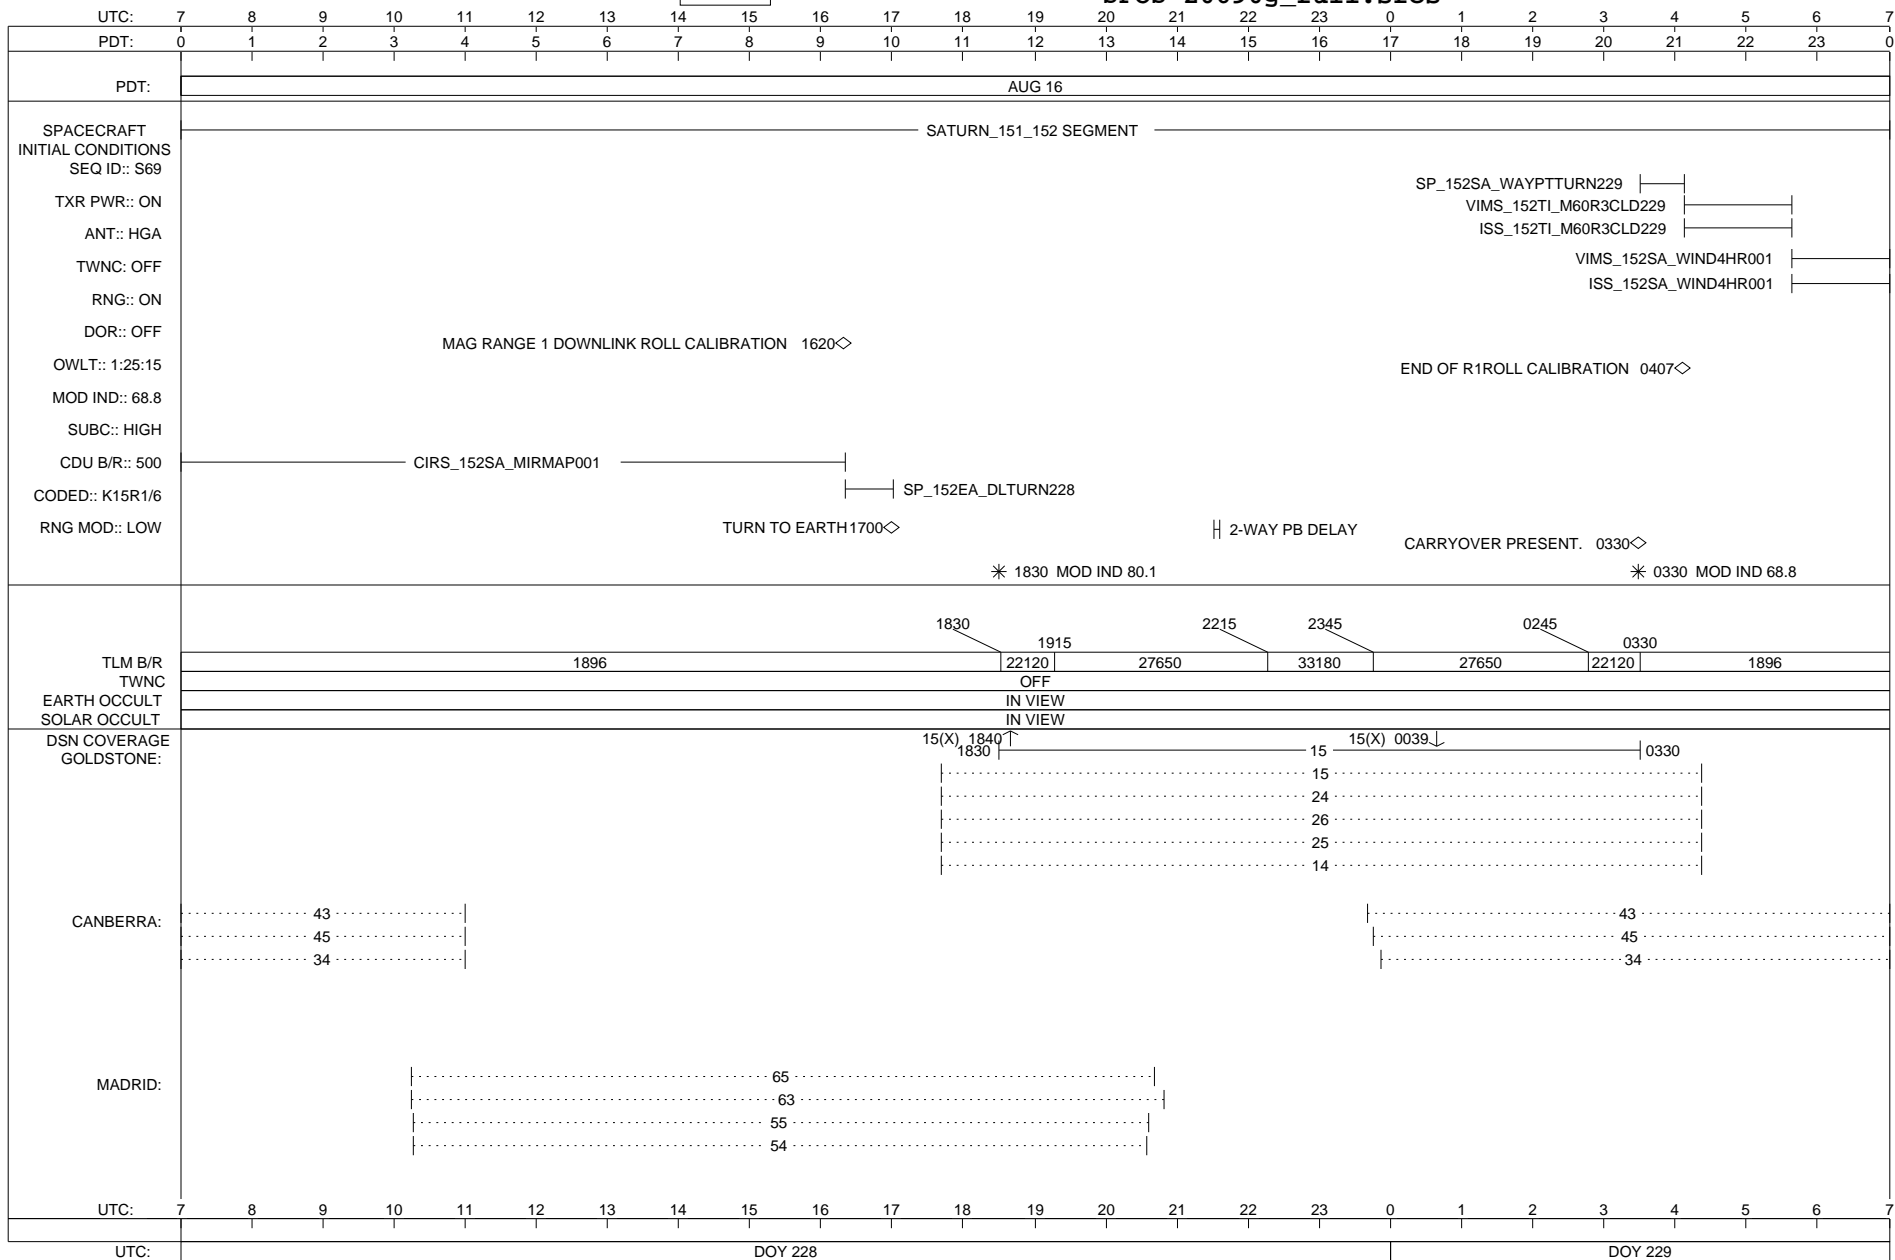 UTC: 7 8 9 10 11 12 13 14 15 16 17 18 19 20 21 22 23 0 1 2 3 4 5 6 7
PDT: 0 1 2 3 4 5 6 7 8 9 10 11 12 13 14 15 16 17 18 19 20 21 22 23 0
PDT: AUG 16
SPACECRAFT
INITIAL CONDITIONS
SATURN_151_152 SEGMENT
SEQ ID:: S69
SP_152SA_WAYPTTURN229
TXR PWR:: ON
VIMS_152TI_M60R3CLD229
ANT:: HGA
ISS_152TI_M60R3CLD229
TWNC: OFF
VIMS_152SA_WIND4HR001
RNG:: ON
ISS_152SA_WIND4HR001
DOR:: OFF
MAG RANGE 1 DOWNLINK ROLL CALIBRATION 1620
OWLT:: 1:25:15
END OF R1ROLL CALIBRATION 0407
MOD IND:: 68.8
SUBC:: HIGH
CDU B/R:: 500
CIRS_152SA_MIRMAP001
CODED:: K15R1/6
SP_152EA_DLTURN228
RNG MOD:: LOW
TURN TO EARTH1700
2-WAY PB DELAY
CARRYOVER PRESENT. 0330
1830 MOD IND 80.1
0330 MOD IND 68.8
1830 1915 2215 2345 0245 0330
TLM B/R 1896 22120 27650 33180 27650 22120 1896
TWNC OFF
EARTH OCCULT IN VIEW
SOLAR OCCULT IN VIEW
DSN COVERAGE
15(X) 1840 15(X) 0039
GOLDSTONE: 1830 15 0330
15
24
26
25
14
CANBERRA:
43 43
45 45
34 34
MADRID:
65
63
55
54
UTC: 7 8 9 10 11 12 13 14 15 16 17 18 19 20 21 22 23 0 1 2 3 4 5 6 7
UTC: DOY 228 DOY 229